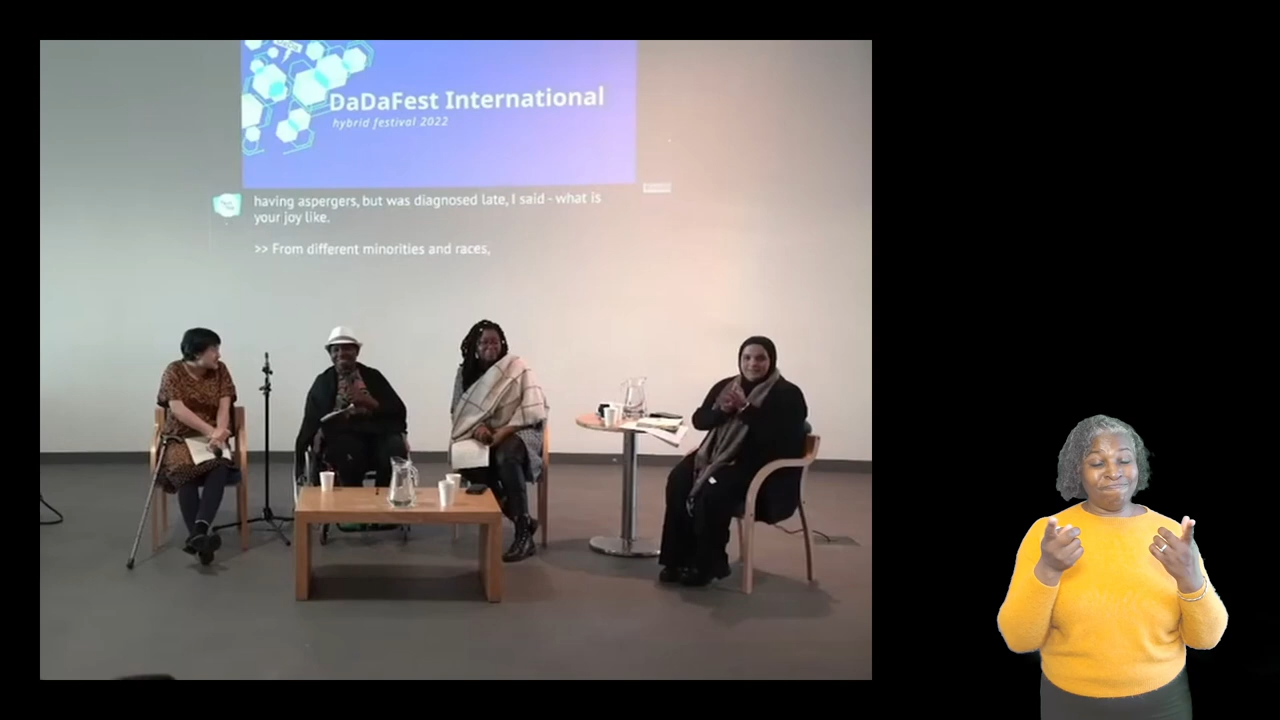 DaDaFest International
hybrid festival 2022
having aspergers, but was diagnosed late, I said - what is
your joy like.
>> From different minorities and races,